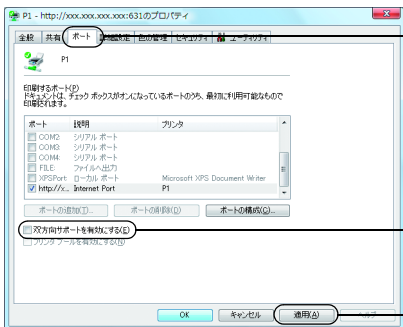 P1 - http://xxx.xxx.xxx.xxx:631のプロパティ
全般 共有 ポート 詳細設定 色の管理 セキュリティ ユーティリティ
P1
印刷するポート(P)
ドキュメントは、チェック ボックスがオンになっているポートのうち、最初に利用可能なもので
印刷されます。
ポート 説明 プリンタ
COM2: シリアル ポート
COM3: シリアル ポート
COM4: シリアル ポート
FILE: ファイルへ出力
XPSPort: ローカル ポート Microsoft XPS Document Writer
http://x... Internet Port P1
ポートの追加(T)... ポートの削除(D) ポートの構成(C)...
双方向サポートを有効にする(E)
プリンタ プールを有効にする(N)
OK キャンセル 適用(A) ヘルプ